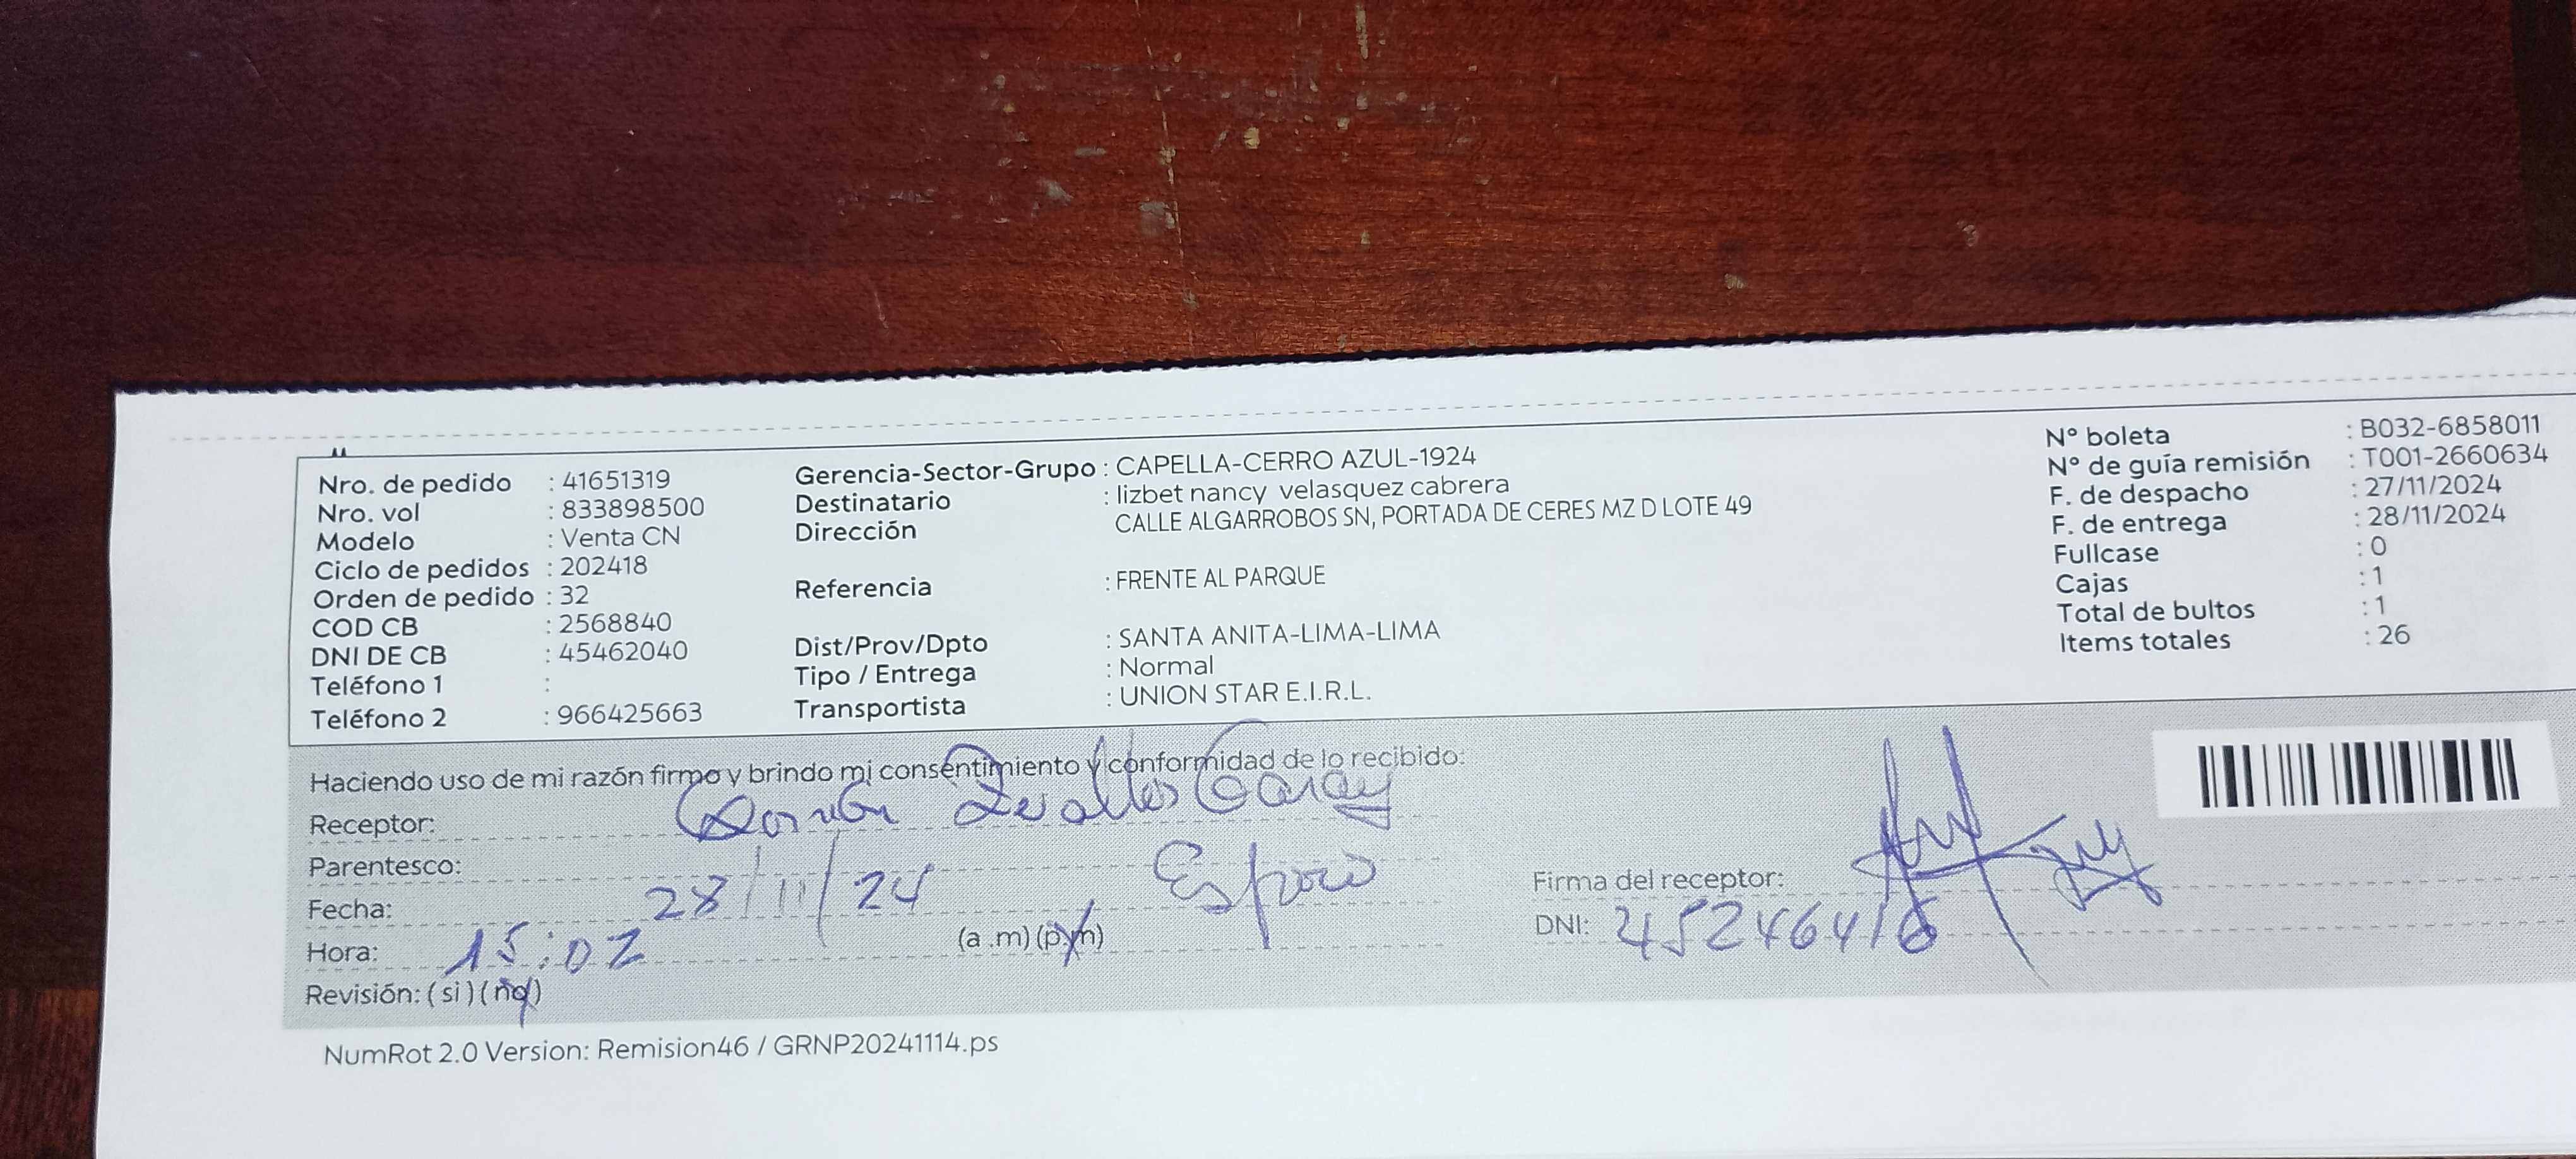 Nro. de pedido : 41651319
Nro. vol : 833898500
Modelo : Venta CN
Ciclo de pedidos : 202418
Orden de pedido : 32
COD CB : 2568840
DNI DE CB : 45462040
Teléfono 1 :
Teléfono 2 : 966425663
Gerencia-Sector-Grupo : CAPELLA-CERRO AZUL-1924
Destinatario : lizbet nancy velasquez cabrera
Dirección CALLE ALGARROBOS SN, PORTADA DE CERES MZ D LOTE 49
Referencia : FRENTE AL PARQUE
Dist/Prov/Dpto : SANTA ANITA-LIMA-LIMA
Tipo / Entrega : Normal
Transportista : UNION STAR E.I.R.L.
N° boleta : B032-6858011
N° de guía remisión : T001-2660634
F. de despacho : 27/11/2024
F. de entrega : 28/11/2024
Fullcase : 0
Cajas : 1
Total de bultos : 1
Items totales : 26
Haciendo uso de mi razón firmo y brindo mi consentimiento y conformidad de lo recibido:
Receptor: Garay
Parentesco: Esposo
Fecha: 28/11/24
Hora: 15:02 (a .m) (p.m)
Revisión: ( si ) ( no )
Firma del receptor:
DNI: 45246416
NumRot 2.0 Version: Remision46 / GRNP20241114.ps